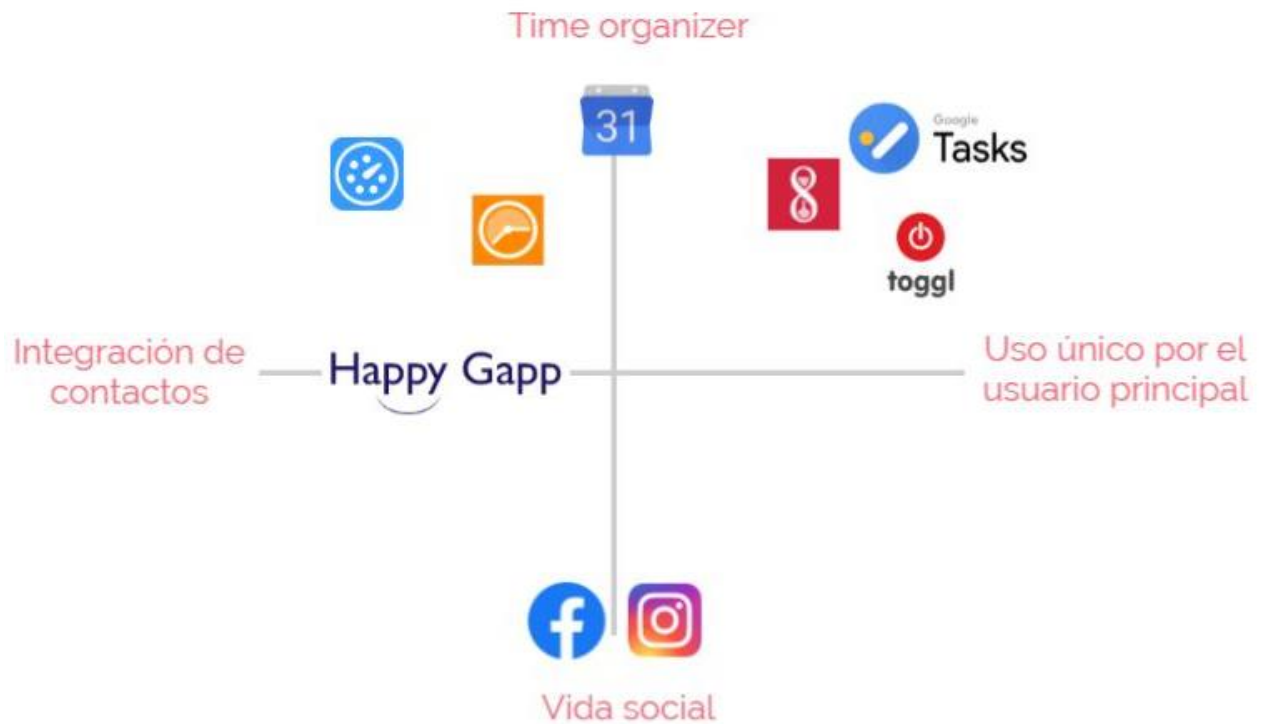 Time organizer
31
Google
Tasks
toggl
Integración de
contactos
Happy Gapp
Uso único por el
usuario principal
Vida social